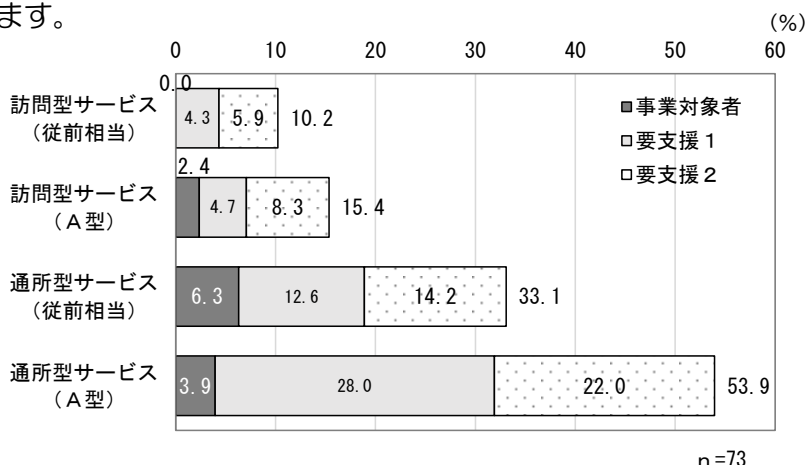 ます。
(%)
0 10 20 30 40 50 60
訪問型サービス
（従前相当）
0.0 4.3 5.9 10.2
訪問型サービス
（Ａ型）
2.4 4.7 8.3 15.4
通所型サービス
（従前相当）
6.3 12.6 14.2 33.1
通所型サービス
（Ａ型）
3.9 28.0 22.0 53.9
■事業対象者
□要支援１
□要支援２
n=73